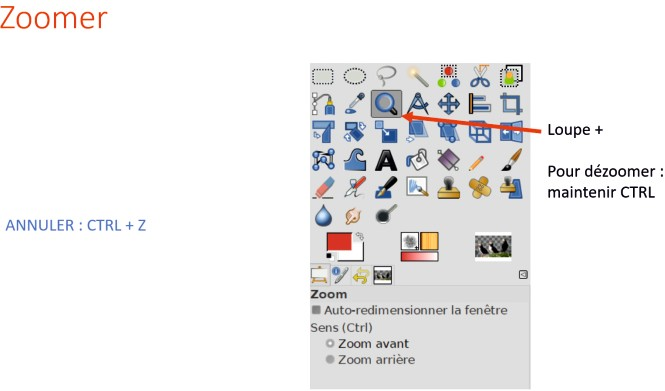 Zoomer
Loupe +
Pour dézoomer :
maintenir CTRL
ANNULER : CTRL + Z
Zoom
Auto-redimensionner la fenêtre
Sens (Ctrl)
Zoom avant
Zoom arrière